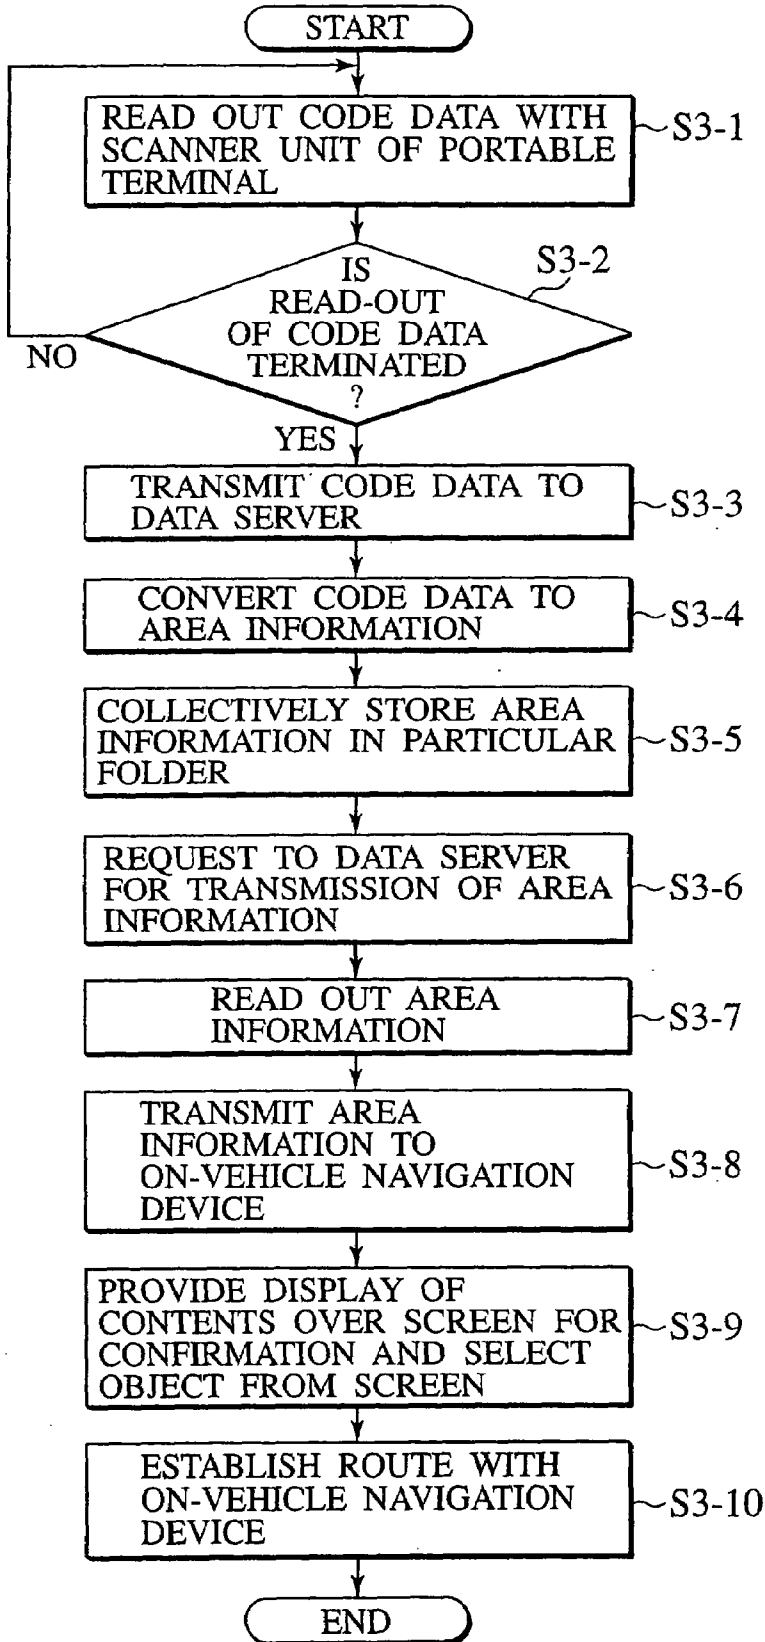 START
READ OUT CODE DATA WITH
SCANNER UNIT OF PORTABLE
TERMINAL
S3-1
S3-2
IS
READ-OUT
OF CODE DATA
TERMINATED
?
NO
YES
TRANSMIT CODE DATA TO
DATA SERVER
S3-3
CONVERT CODE DATA TO
AREA INFORMATION
S3-4
COLLECTIVELY STORE AREA
INFORMATION IN PARTICULAR
FOLDER
S3-5
REQUEST TO DATA SERVER
FOR TRANSMISSION OF AREA
INFORMATION
S3-6
READ OUT AREA
INFORMATION
S3-7
TRANSMIT AREA
INFORMATION TO
ON-VEHICLE NAVIGATION
DEVICE
S3-8
PROVIDE DISPLAY OF
CONTENTS OVER SCREEN FOR
CONFIRMATION AND SELECT
OBJECT FROM SCREEN
S3-9
ESTABLISH ROUTE WITH
ON-VEHICLE NAVIGATION
DEVICE
S3-10
END